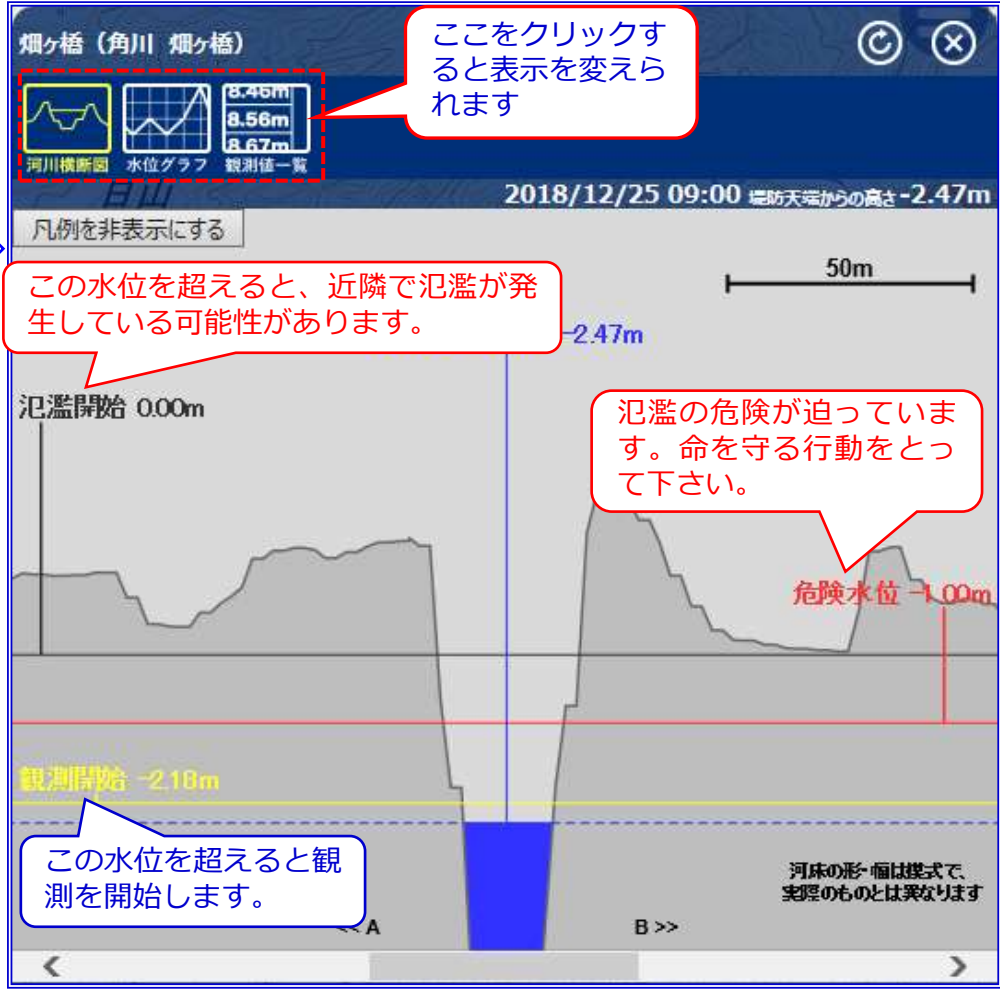 畑ヶ橋（角川 畑ヶ橋）
ここをクリックす
ると表示を変えら
れます
8.46m
8.56m
8.67m
河川横断図 水位グラフ 観測値一覧
2018/12/25 09:00 堤防天端からの高さ-2.47m
凡例を非表示にする
この水位を超えると、近隣で氾濫が発
生している可能性があります。
50m
-2.47m
氾濫開始 0.00m
氾濫の危険が迫っていま
す。命を守る行動をとっ
て下さい。
危険水位 -1.00m
観測開始 -2.18m
この水位を超えると観
測を開始します。
河床の形・幅は模式で、
実際のものとは異なります
<< A
B >>